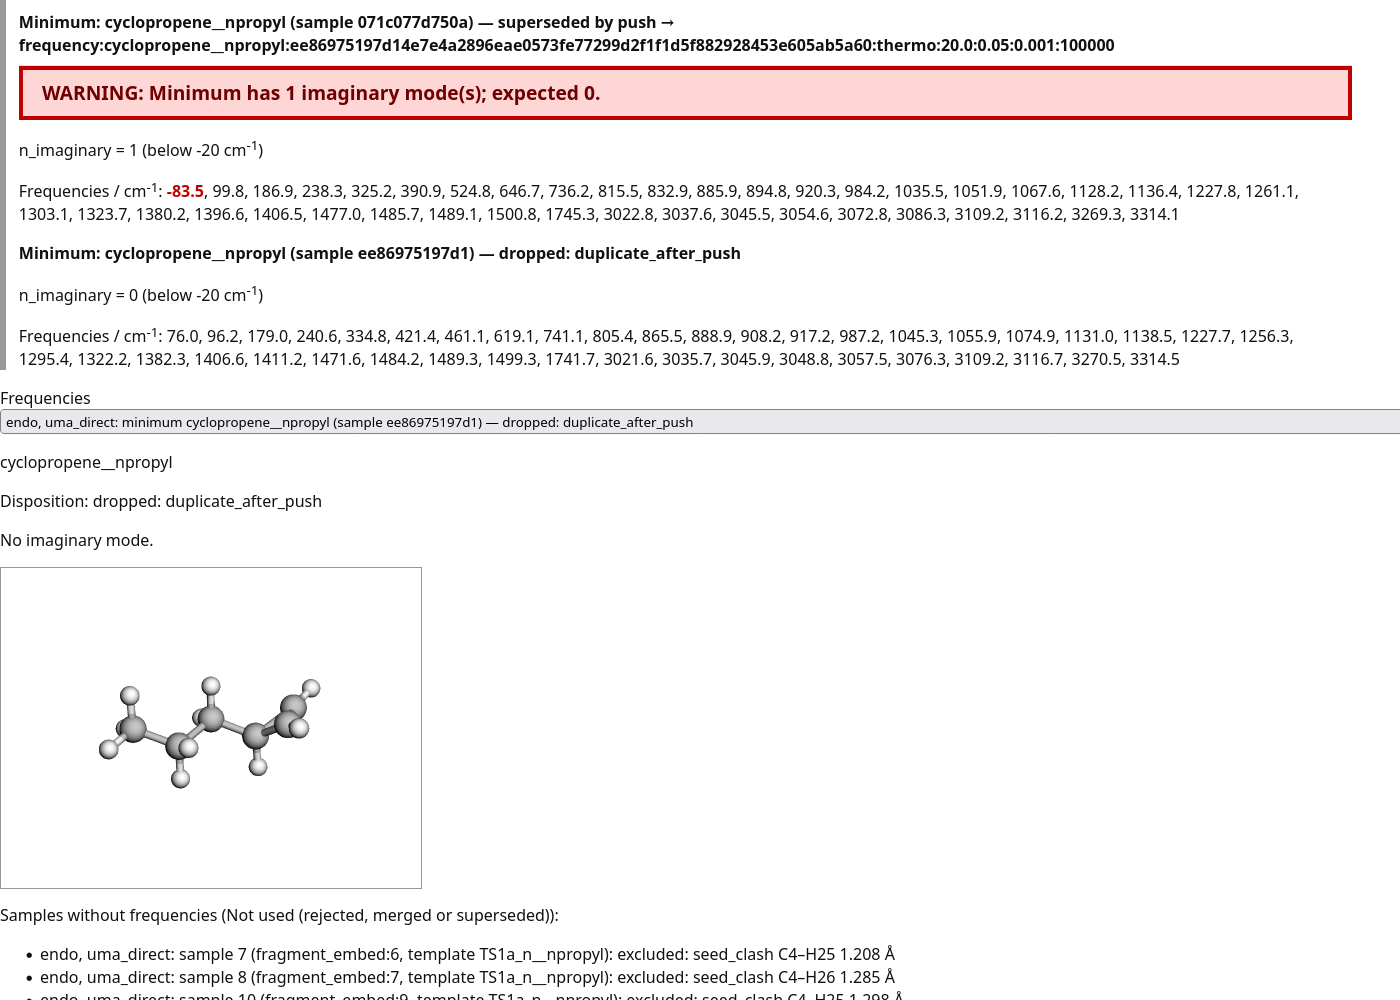 Minimum: cyclopropene__npropyl (sample 071c077d750a) — superseded by push →
frequency:cyclopropene__npropyl:ee86975197d14e7e4a2896eae0573fe77299d2f1f1d5f882928453e605ab5a60:thermo:20.0:0.05:0.001:100000
WARNING: Minimum has 1 imaginary mode(s); expected 0.
n_imaginary = 1 (below -20 cm-1)
Frequencies / cm-1: -83.5, 99.8, 186.9, 238.3, 325.2, 390.9, 524.8, 646.7, 736.2, 815.5, 832.9, 885.9, 894.8, 920.3, 984.2, 1035.5, 1051.9, 1067.6, 1128.2, 1136.4, 1227.8, 1261.1,
1303.1, 1323.7, 1380.2, 1396.6, 1406.5, 1477.0, 1485.7, 1489.1, 1500.8, 1745.3, 3022.8, 3037.6, 3045.5, 3054.6, 3072.8, 3086.3, 3109.2, 3116.2, 3269.3, 3314.1
Minimum: cyclopropene__npropyl (sample ee86975197d1) — dropped: duplicate_after_push
n_imaginary = 0 (below -20 cm-1)
Frequencies / cm-1: 76.0, 96.2, 179.0, 240.6, 334.8, 421.4, 461.1, 619.1, 741.1, 805.4, 865.5, 888.9, 908.2, 917.2, 987.2, 1045.3, 1055.9, 1074.9, 1131.0, 1138.5, 1227.7, 1256.3,
1295.4, 1322.2, 1382.3, 1406.6, 1411.2, 1471.6, 1484.2, 1489.3, 1499.3, 1741.7, 3021.6, 3035.7, 3045.9, 3048.8, 3057.5, 3076.3, 3109.2, 3116.7, 3270.5, 3314.5
Frequencies
endo, uma_direct: minimum cyclopropene__npropyl (sample ee86975197d1) — dropped: duplicate_after_push
cyclopropene__npropyl
Disposition: dropped: duplicate_after_push
No imaginary mode.
Samples without frequencies (Not used (rejected, merged or superseded)):
• endo, uma_direct: sample 7 (fragment_embed:6, template TS1a_n__npropyl): excluded: seed_clash C4–H25 1.208 Å
• endo, uma_direct: sample 8 (fragment_embed:7, template TS1a_n__npropyl): excluded: seed_clash C4–H26 1.285 Å
• endo, uma_direct: sample 10 (fragment_embed:9, template TS1a_n__npropyl): excluded: seed_clash C4–H25 1.298 Å